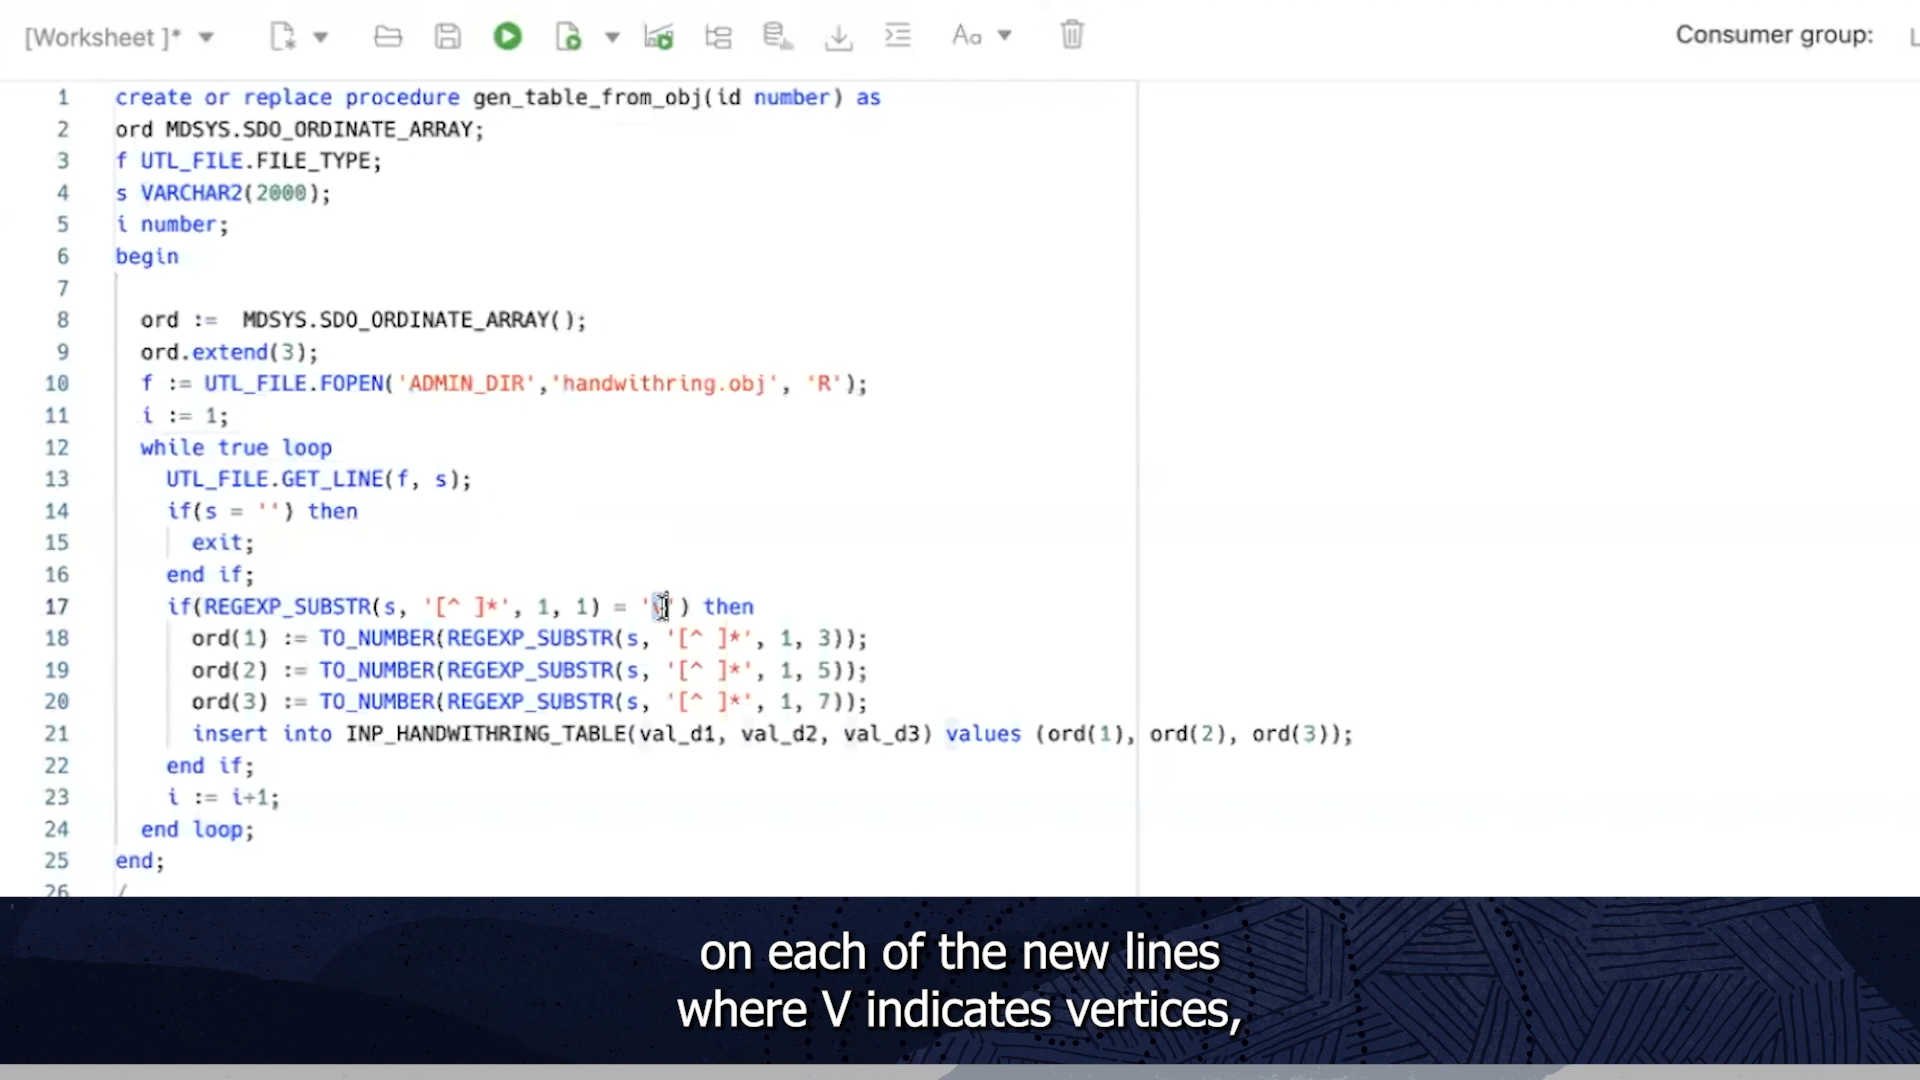 [Worksheet ]*
Aa
Consumer group:
1 create or replace procedure gen_table_from_obj(id number) as
2 ord MDSYS.SDO_ORDINATE_ARRAY;
3 f UTL_FILE.FILE_TYPE;
4 s VARCHAR2(2000);
5 i number;
6 begin
7
8 ord := MDSYS.SDO_ORDINATE_ARRAY();
9 ord.extend(3);
10 f := UTL_FILE.FOPEN('ADMIN_DIR','handwithring.obj', 'R');
11 i := 1;
12 while true loop
13 UTL_FILE.GET_LINE(f, s);
14 if(s = '') then
15 exit;
16 end if;
17 if(REGEXP_SUBSTR(s, '[^ ]*', 1, 1) = 'v') then
18 ord(1) := TO_NUMBER(REGEXP_SUBSTR(s, '[^ ]*', 1, 3));
19 ord(2) := TO_NUMBER(REGEXP_SUBSTR(s, '[^ ]*', 1, 5));
20 ord(3) := TO_NUMBER(REGEXP_SUBSTR(s, '[^ ]*', 1, 7));
21 insert into INP_HANDWITHRING_TABLE(val_d1, val_d2, val_d3) values (ord(1), ord(2), ord(3));
22 end if;
23 i := i+1;
24 end loop;
25 end;
26 /
on each of the new lines
where V indicates vertices,